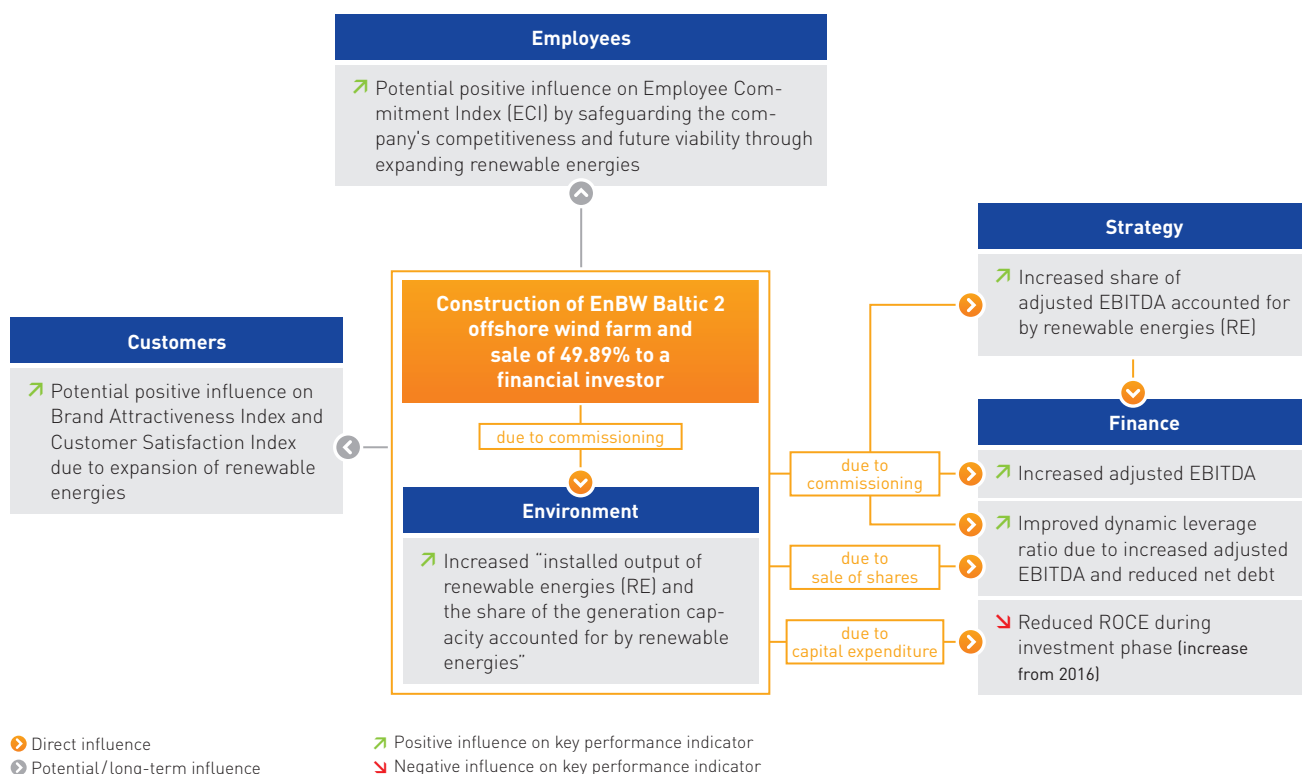 Employees
Potential positive influence on Employee Com-
mitment Index (ECI) by safeguarding the com-
pany's competitiveness and future viability through
expanding renewable energies
Strategy
Increased share of
adjusted EBITDA accounted for
by renewable energies (RE)
Construction of EnBW Baltic 2
offshore wind farm and
sale of 49.89% to a
financial investor
Customers
Potential positive influence on
Brand Attractiveness Index and
Customer Satisfaction Index
due to expansion of renewable
energies
due to commissioning
Environment
Increased “installed output of
renewable energies (RE) and
the share of the generation cap-
acity accounted for by renewable
energies”
due to
commissioning
due to
sale of shares
due to
capital expenditure
Finance
Increased adjusted EBITDA
Improved dynamic leverage
ratio due to increased adjusted
EBITDA and reduced net debt
Reduced ROCE during
investment phase (increase
from 2016)
Direct influence
Potential/long-term influence
Positive influence on key performance indicator
Negative influence on key performance indicator